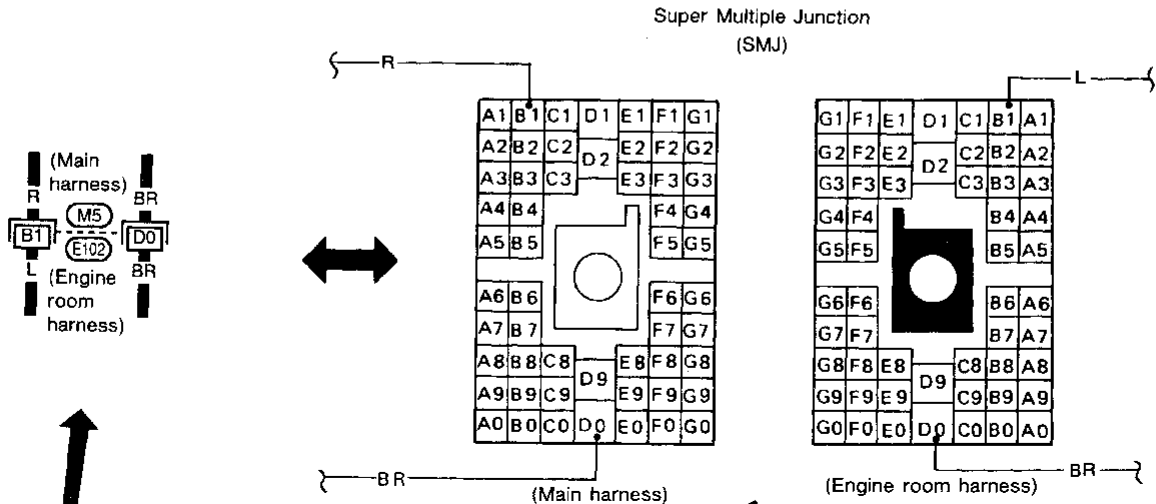 Super Multiple Junction
(SMJ)
R
L
A1 B1 C1 D1 E1 F1 G1
A2 B2 C2 D2 E2 F2 G2
A3 B3 C3 E3 F3 G3
A4 B4 F4 G4
A5 B5 F5 G5
A6 B6 F6 G6
A7 B7 F7 G7
A8 B8 C8 D9 E8 F8 G8
A9 B9 C9 E9 F9 G9
A0 B0 C0 D0 E0 F0 G0
BR
(Main harness)
G1 F1 E1 D1 C1 B1 A1
G2 F2 E2 D2 C2 B2 A2
G3 F3 E3 C3 B3 A3
G4 F4 B4 A4
G5 F5 B5 A5
G6 F6 B6 A6
G7 F7 B7 A7
G8 F8 E8 D9 C8 B8 A8
G9 F9 E9 C9 B9 A9
G0 F0 E0 D0 C0 B0 A0
BR
(Engine room harness)
(Main
harness)
R
BR
M5
B1
D0
E102
L
BR
(Engine
room
harness)